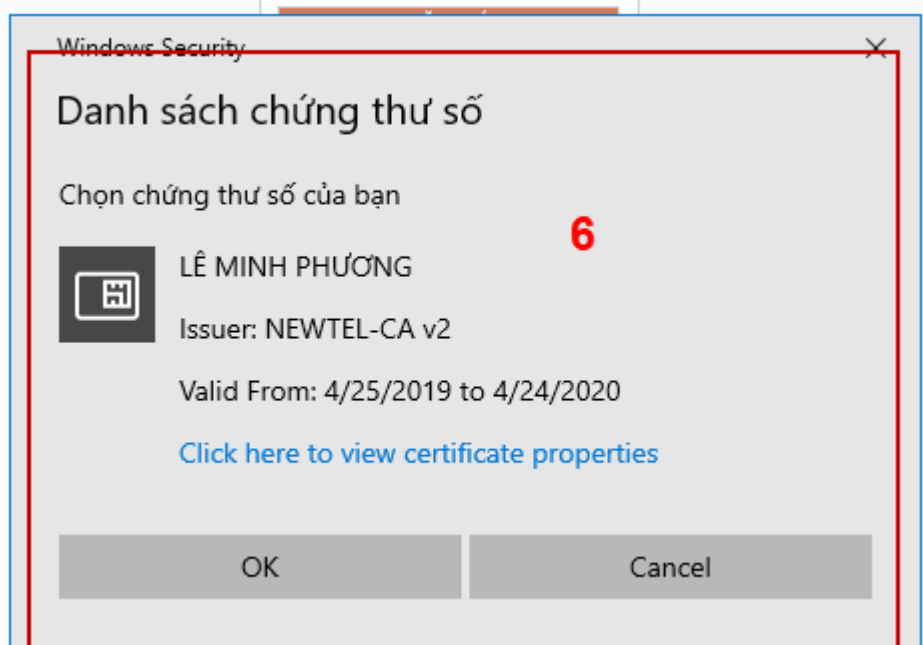 Windows Security
Danh sách chứng thư số
Chọn chứng thư số của bạn
6
LÊ MINH PHƯƠNG
Issuer: NEWTEL-CA v2
Valid From: 4/25/2019 to 4/24/2020
Click here to view certificate properties
OK
Cancel